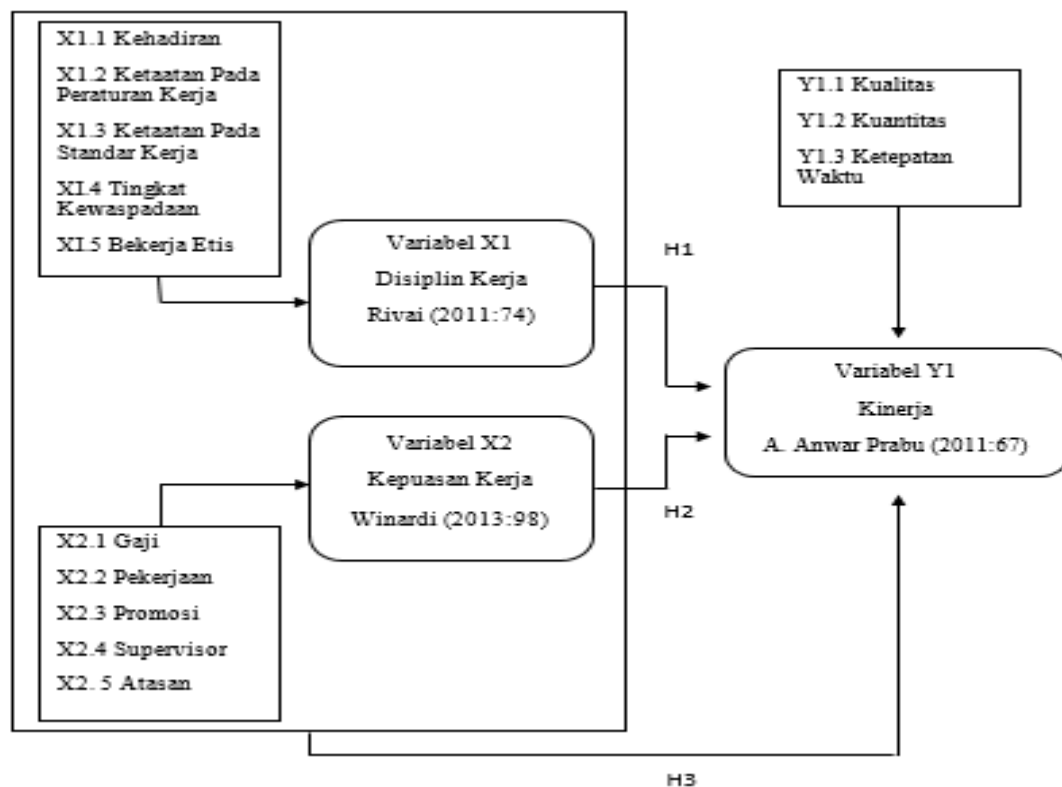 X1.1 Kehadiran
X1.2 Ketaatan Pada
Peraturan Kerja
X1.3 Ketaatan Pada
Standar Kerja
XI.4 Tingkat
Kewaspadaan
XI.5 Bekerja Etis
Variabel X1
Disiplin Kerja
Rivai (2011:74)
Variabel X2
Kepuasan Kerja
Winardi (2013:98)
X2.1 Gaji
X2.2 Pekerjaan
X2.3 Promosi
X2.4 Supervisor
X2. 5 Atasan
H1
H2
H3
Y1.1 Kualitas
Y1.2 Kuantitas
Y1.3 Ketepatan
Waktu
Variabel Y1
Kinerja
A. Anwar Prabu (2011:67)